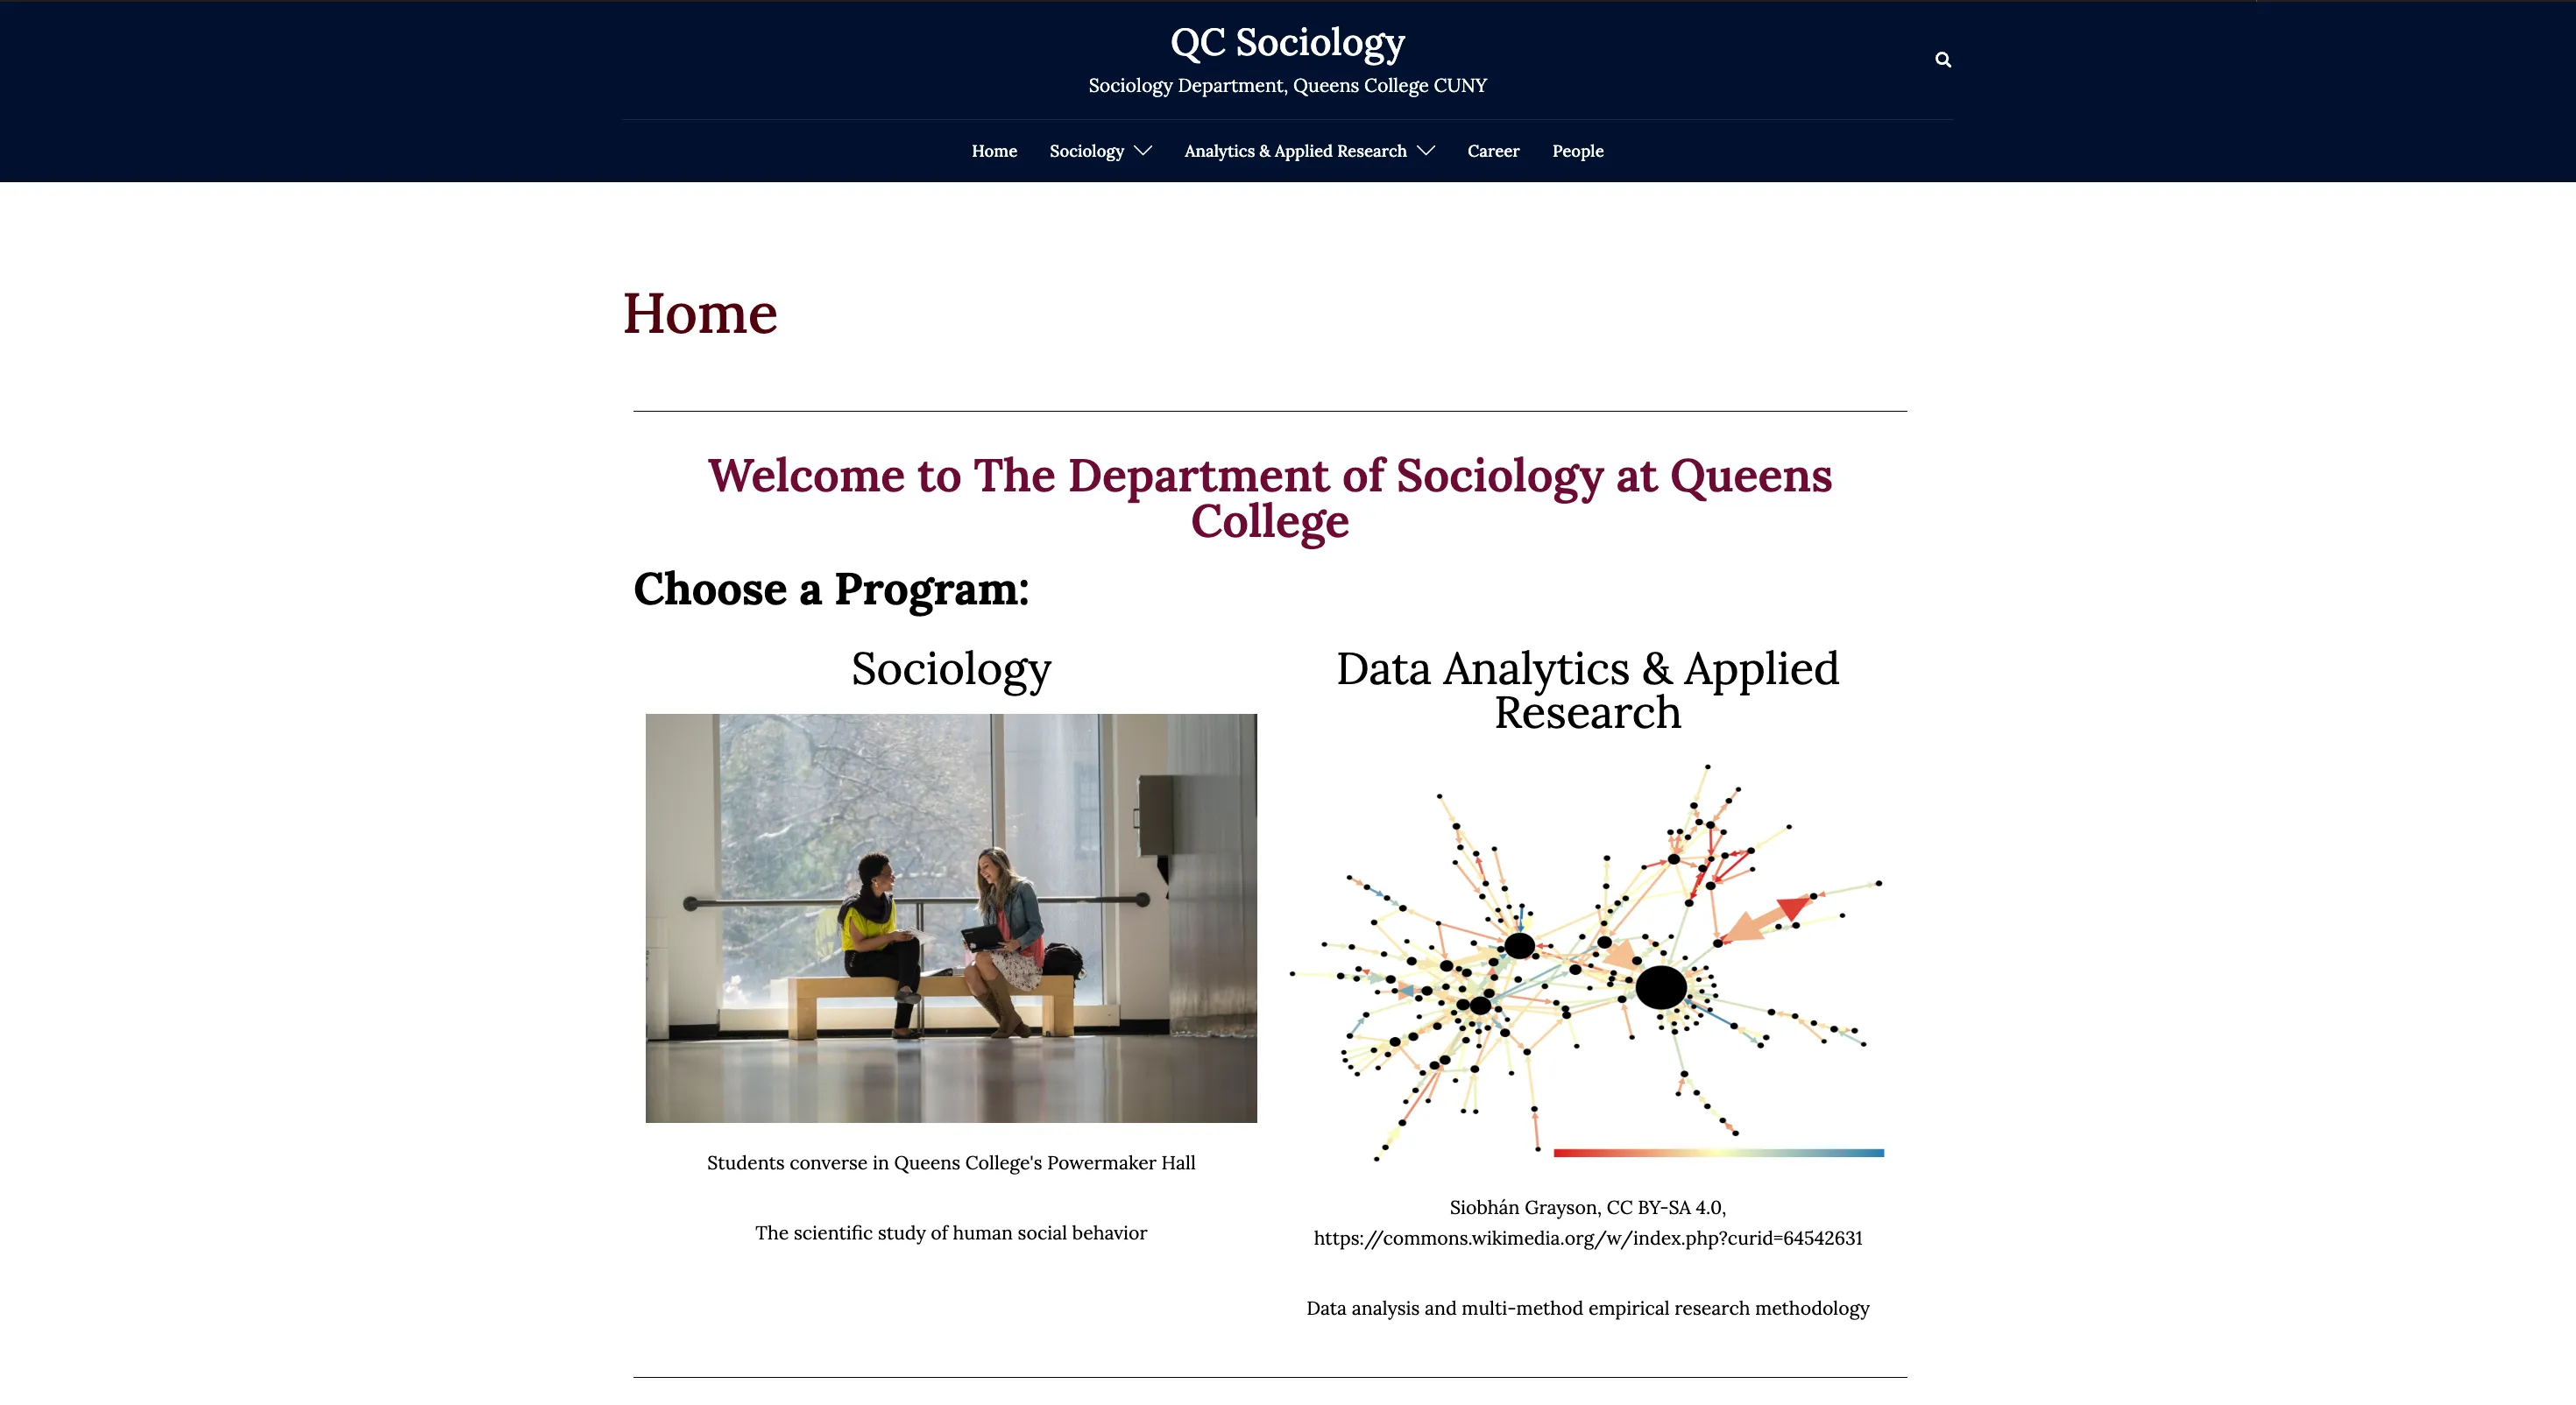 QC Sociology
Sociology Department, Queens College CUNY
Home Sociology Analytics & Applied Research Career People
Home
Welcome to The Department of Sociology at Queens
College
Choose a Program:
Sociology
Students converse in Queens College's Powermaker Hall
The scientific study of human social behavior
Data Analytics & Applied
Research
Siobhán Grayson, CC BY-SA 4.0,
https://commons.wikimedia.org/w/index.php?curid=64542631
Data analysis and multi-method empirical research methodology